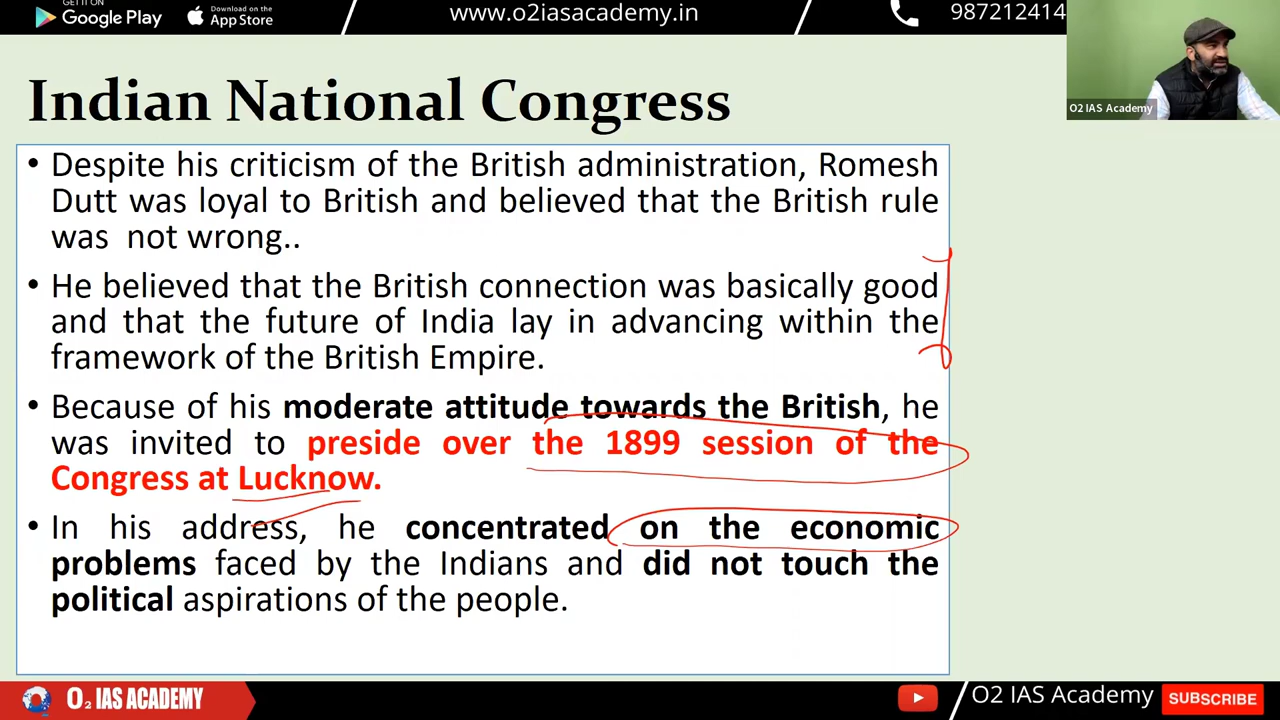 GET IT ON
Google Play
Download on the
App Store
www.o2iasacademy.in
987212414
O2 IAS Academy
Indian National Congress
• Despite his criticism of the British administration, Romesh
Dutt was loyal to British and believed that the British rule
was not wrong..
• He believed that the British connection was basically good
and that the future of India lay in advancing within the
framework of the British Empire.
• Because of his moderate attitude towards the British, he
was invited to preside over the 1899 session of the
Congress at Lucknow.
• In his address, he concentrated on the economic
problems faced by the Indians and did not touch the
political aspirations of the people.
O2 IAS ACADEMY
O2 IAS Academy
SUBSCRIBE